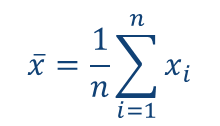 x̄ = 1/n ∑_{i=1}^{n} x_i